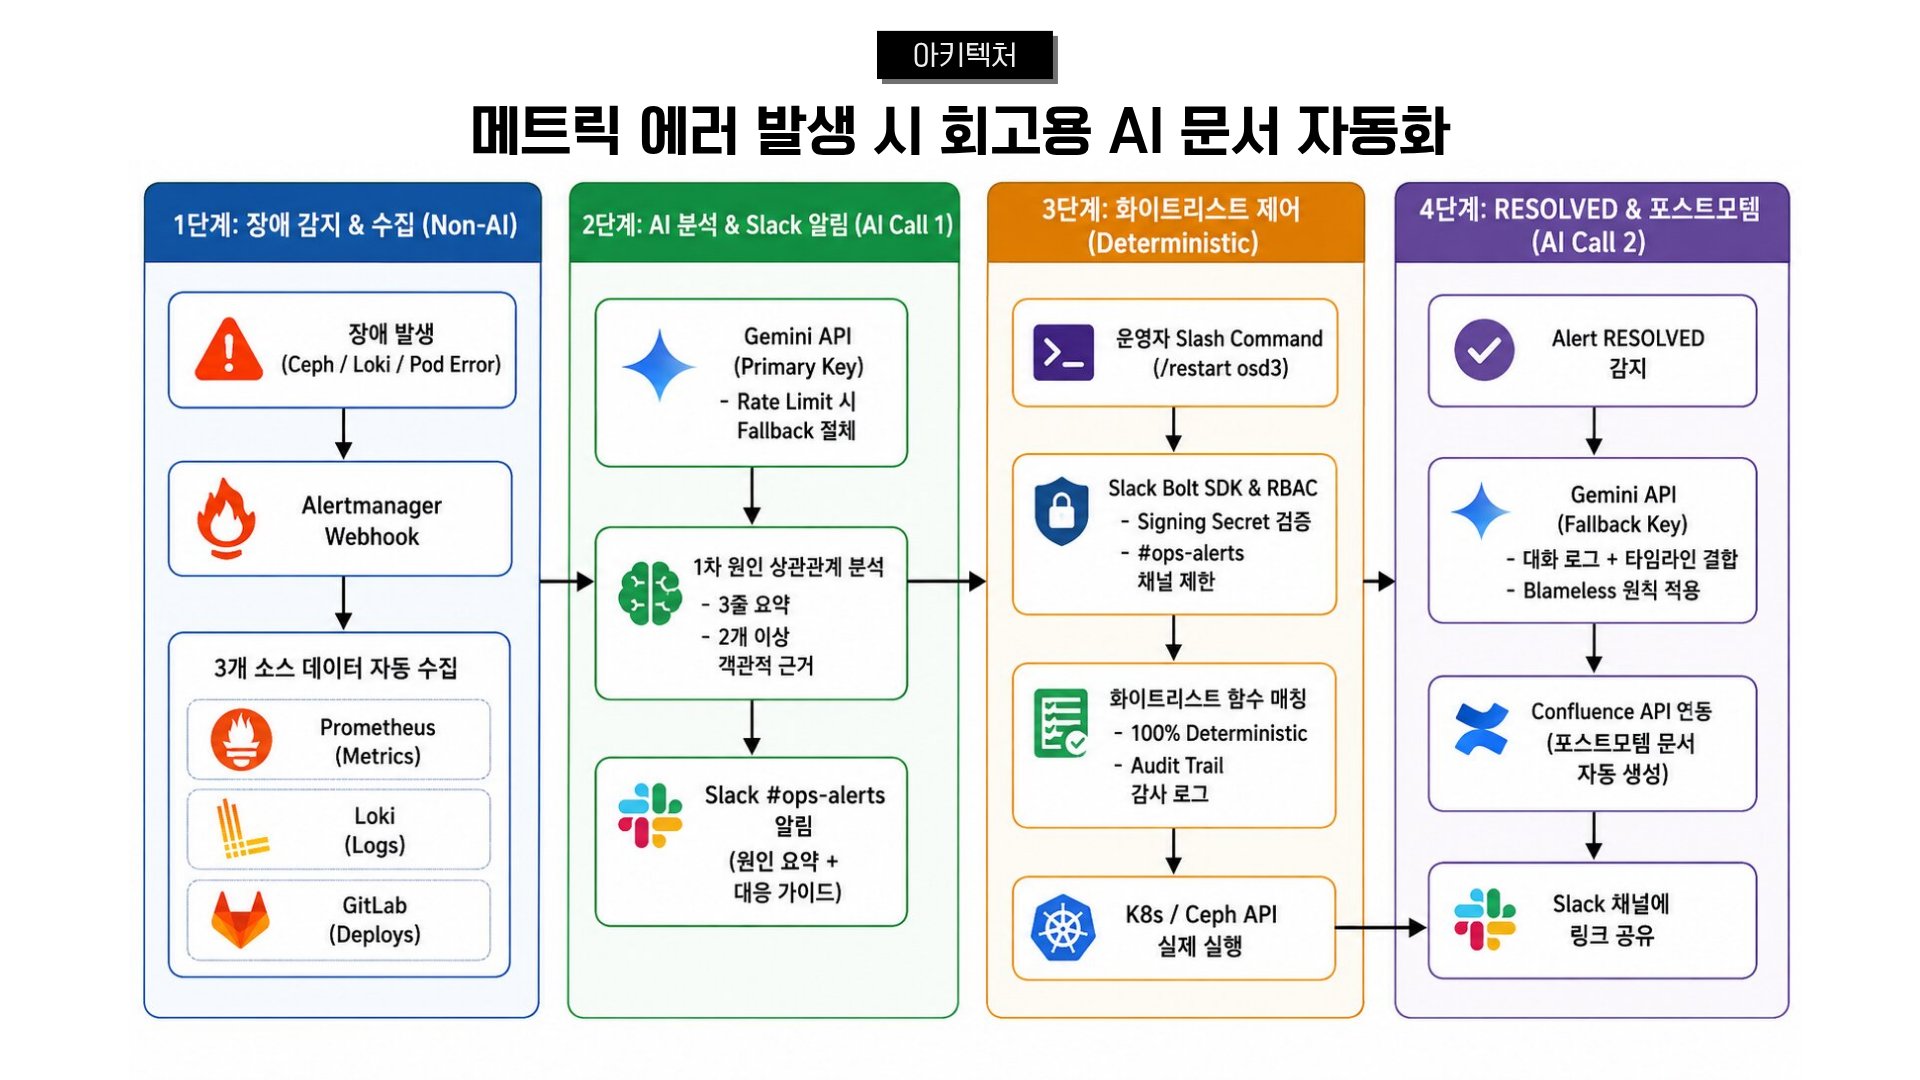 아키텍처
메트릭 에러 발생 시 회고용 AI 문서 자동화
1단계: 장애 감지 & 수집 (Non-AI)
장애 발생
(Ceph / Loki / Pod Error)
Alertmanager
Webhook
3개 소스 데이터 자동 수집
Prometheus
(Metrics)
Loki
(Logs)
GitLab
(Deploys)
2단계: AI 분석 & Slack 알림 (AI Call 1)
Gemini API
(Primary Key)
- Rate Limit 시
Fallback 절체
1차 원인 상관관계 분석
- 3줄 요약
- 2개 이상
객관적 근거
Slack #ops-alerts
알림
(원인 요약 +
대응 가이드)
3단계: 화이트리스트 제어
(Deterministic)
운영자 Slash Command
(/restart osd3)
Slack Bolt SDK & RBAC
- Signing Secret 검증
- #ops-alerts
채널 제한
화이트리스트 함수 매칭
- 100% Deterministic
- Audit Trail
감사 로그
K8s / Ceph API
실제 실행
4단계: RESOLVED & 포스트모템
(AI Call 2)
Alert RESOLVED
감지
Gemini API
(Fallback Key)
- 대화 로그 + 타임라인 결합
- Blameless 원칙 적용
Confluence API 연동
(포스트모템 문서
자동 생성)
Slack 채널에
링크 공유